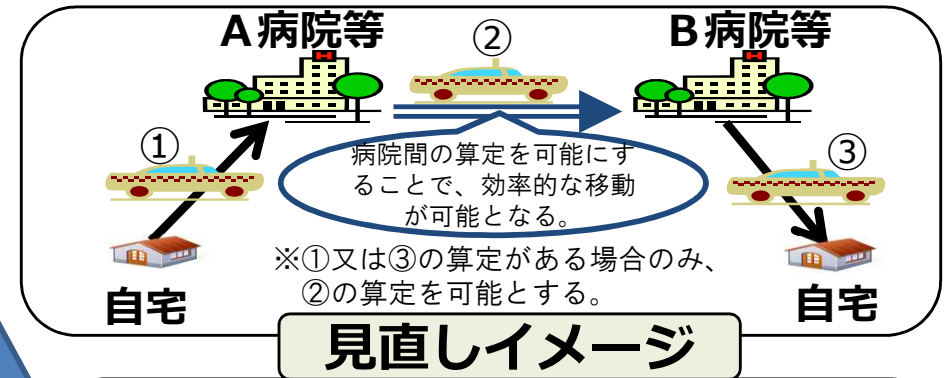 A病院等
②
B病院等
①
病院間の算定を可能にす
ることで、効率的な移動
が可能となる。
③
※①又は③の算定がある場合のみ、
②の算定を可能とする。
自宅
自宅
見直しイメージ